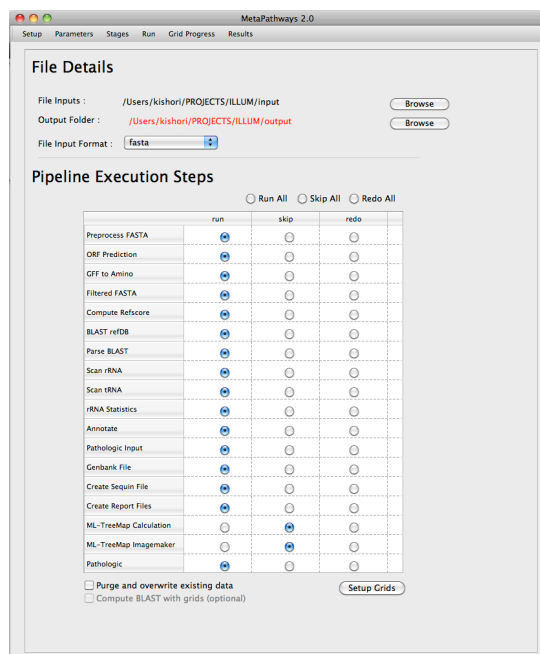 MetaPathways 2.0
Setup Parameters Stages Run Grid Progress Results
File Details
File Inputs : /Users/kishori/PROJECTS/ILLUM/input Browse
Output Folder : /Users/kishori/PROJECTS/ILLUM/output Browse
File Input Format : fasta
Pipeline Execution Steps
Run All Skip All Redo All
run skip redo
Preprocess FASTA
ORF Prediction
GFF to Amino
Filtered FASTA
Compute Refscore
BLAST refDB
Parse BLAST
Scan rRNA
Scan tRNA
rRNA Statistics
Annotate
Pathologic Input
Genbank File
Create Sequin File
Create Report Files
ML-TreeMap Calculation
ML-TreeMap Imagemaker
Pathologic
Purge and overwrite existing data Setup Grids
Compute BLAST with grids (optional)